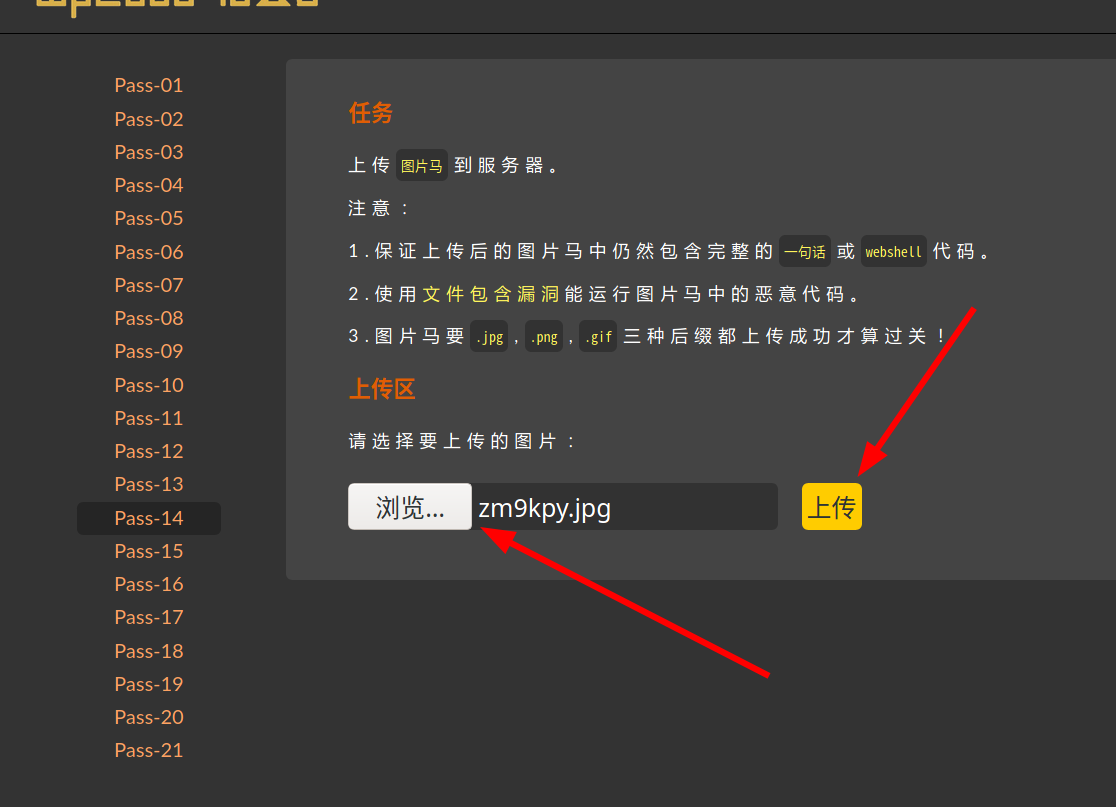 Pass-01
Pass-02
Pass-03
Pass-04
Pass-05
Pass-06
Pass-07
Pass-08
Pass-09
Pass-10
Pass-11
Pass-12
Pass-13
Pass-14
Pass-15
Pass-16
Pass-17
Pass-18
Pass-19
Pass-20
Pass-21
任务
上传 图片马 到服务器。
注意：
1.保证上传后的图片马中仍然包含完整的 一句话 或 webshell 代码。
2.使用文件包含漏洞能运行图片马中的恶意代码。
3.图片马要 .jpg , .png , .gif 三种后缀都上传成功才算过关！
上传区
请选择要上传的图片：
浏览... zm9kpy.jpg 上传